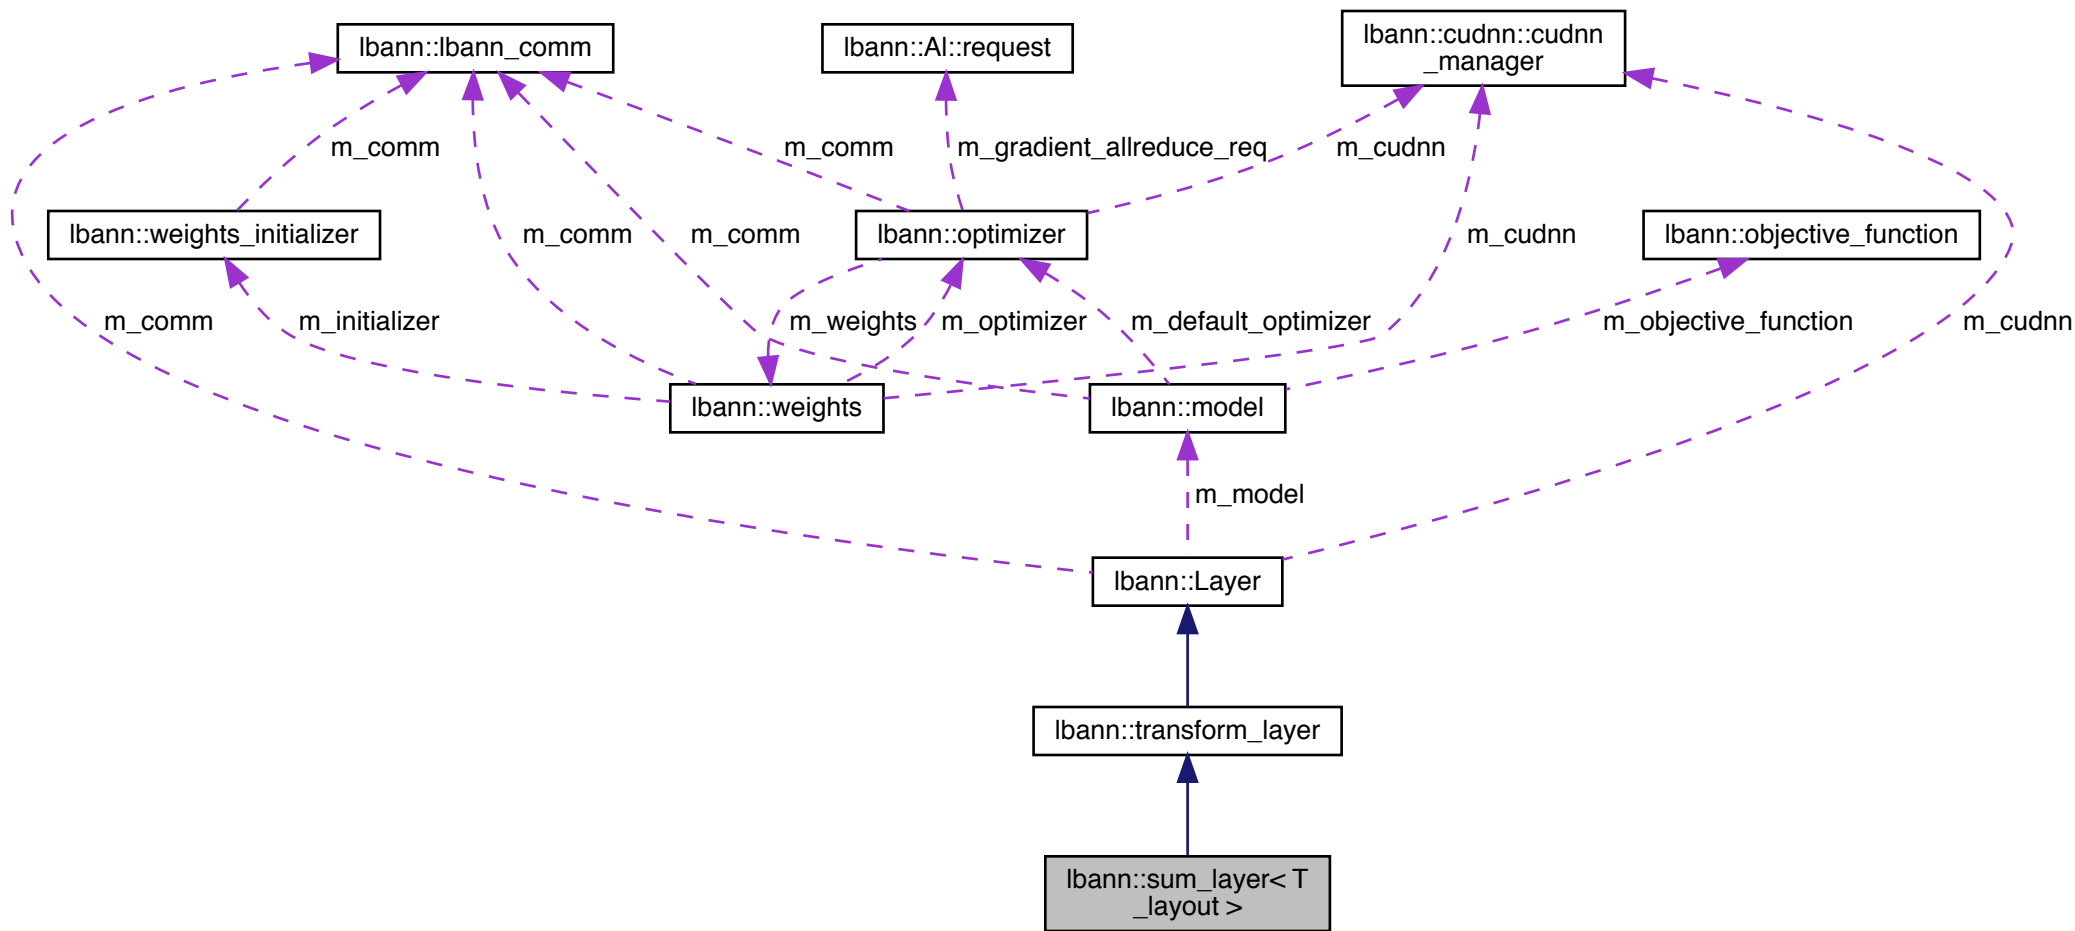 lbann::lbann_comm
lbann::Al::request
lbann::cudnn::cudnn
_manager
m_comm
m_comm
m_gradient_allreduce_req
m_cudnn
lbann::weights_initializer
m_comm
m_comm
lbann::optimizer
m_cudnn
lbann::objective_function
m_comm
m_initializer
m_weights
m_optimizer
m_default_optimizer
m_objective_function
m_cudnn
lbann::weights
lbann::model
m_model
lbann::Layer
lbann::transform_layer
lbann::sum_layer< T
_layout >